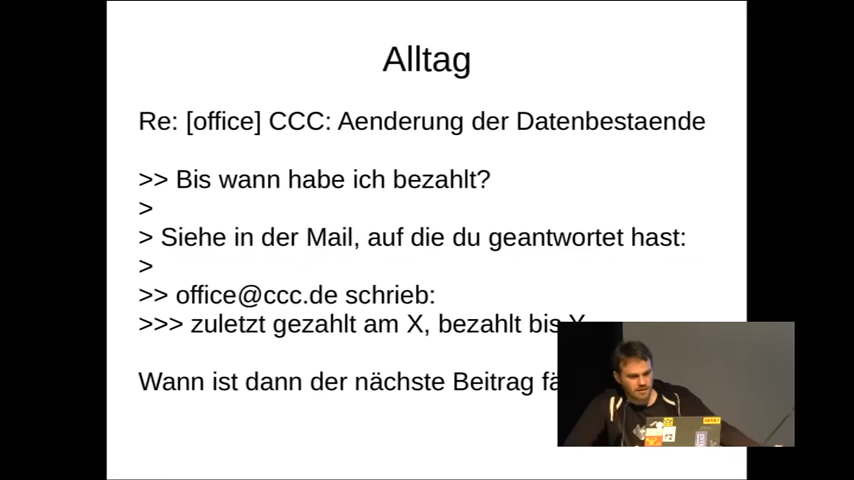 Alltag
Re: [office] CCC: Aenderung der Datenbestaende
>> Bis wann habe ich bezahlt?
>
> Siehe in der Mail, auf die du geantwortet hast:
>
>> office@ccc.de schrieb:
>>> zuletzt gezahlt am X, bezahlt bis Y
Wann ist dann der nächste Beitrag